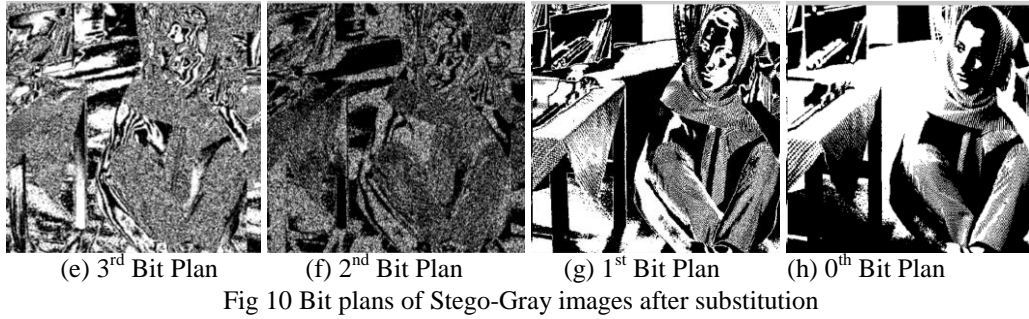 (e) 3rd Bit Plan (f) 2nd Bit Plan (g) 1st Bit Plan (h) 0th Bit Plan
Fig 10 Bit plans of Stego-Gray images after substitution